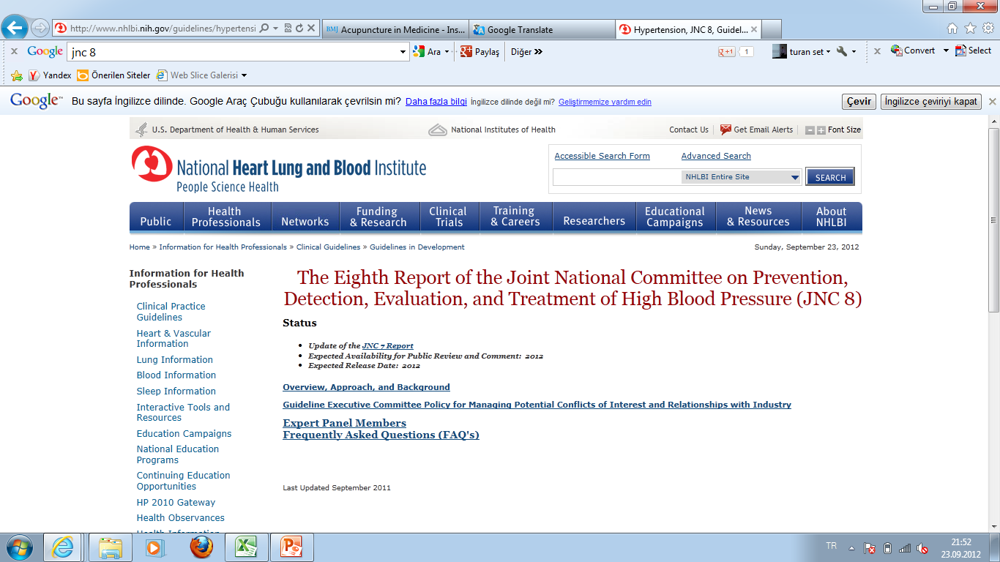 http://www.nhlbi.nih.gov/guidelines/hypertensi
BMJ Acupuncture in Medicine - Ins...
Google Translate
Hypertension, JNC 8, Guidel...
Google
jnc 8
Ara
Paylaş
Diğer »
+1 1
turan set
Convert
Select
Yandex
Önerilen Siteler
Web Slice Galerisi
Google™ Bu sayfa İngilizce dilinde. Google Araç Çubuğu kullanılarak çevrilsin mi? Daha fazla bilgi İngilizce dilinde değil mi? Geliştirmemize yardım edin
Çevir
İngilizce çeviriyi kapat
U.S. Department of Health & Human Services
National Institutes of Health
Contact Us
Get Email Alerts
Font Size
National Heart Lung and Blood Institute
People Science Health
Accessible Search Form
Advanced Search
NHLBI Entire Site
SEARCH
Public
Health
Professionals
Networks
Funding
& Research
Clinical
Trials
Training
& Careers
Researchers
Educational
Campaigns
News
& Resources
About
NHLBI
Home » Information for Health Professionals » Clinical Guidelines » Guidelines in Development
Sunday, September 23, 2012
Information for Health
Professionals
Clinical Practice
Guidelines
Heart & Vascular
Information
Lung Information
Blood Information
Sleep Information
Interactive Tools and
Resources
Education Campaigns
National Education
Programs
Continuing Education
Opportunities
HP 2010 Gateway
Health Observances
Health Information
The Eighth Report of the Joint National Committee on Prevention,
Detection, Evaluation, and Treatment of High Blood Pressure (JNC 8)
Status
• Update of the JNC 7 Report
• Expected Availability for Public Review and Comment: 2012
• Expected Release Date: 2012
Overview, Approach, and Background
Guideline Executive Committee Policy for Managing Potential Conflicts of Interest and Relationships with Industry
Expert Panel Members
Frequently Asked Questions (FAQ's)
Last Updated September 2011
TR
21:52
23.09.2012